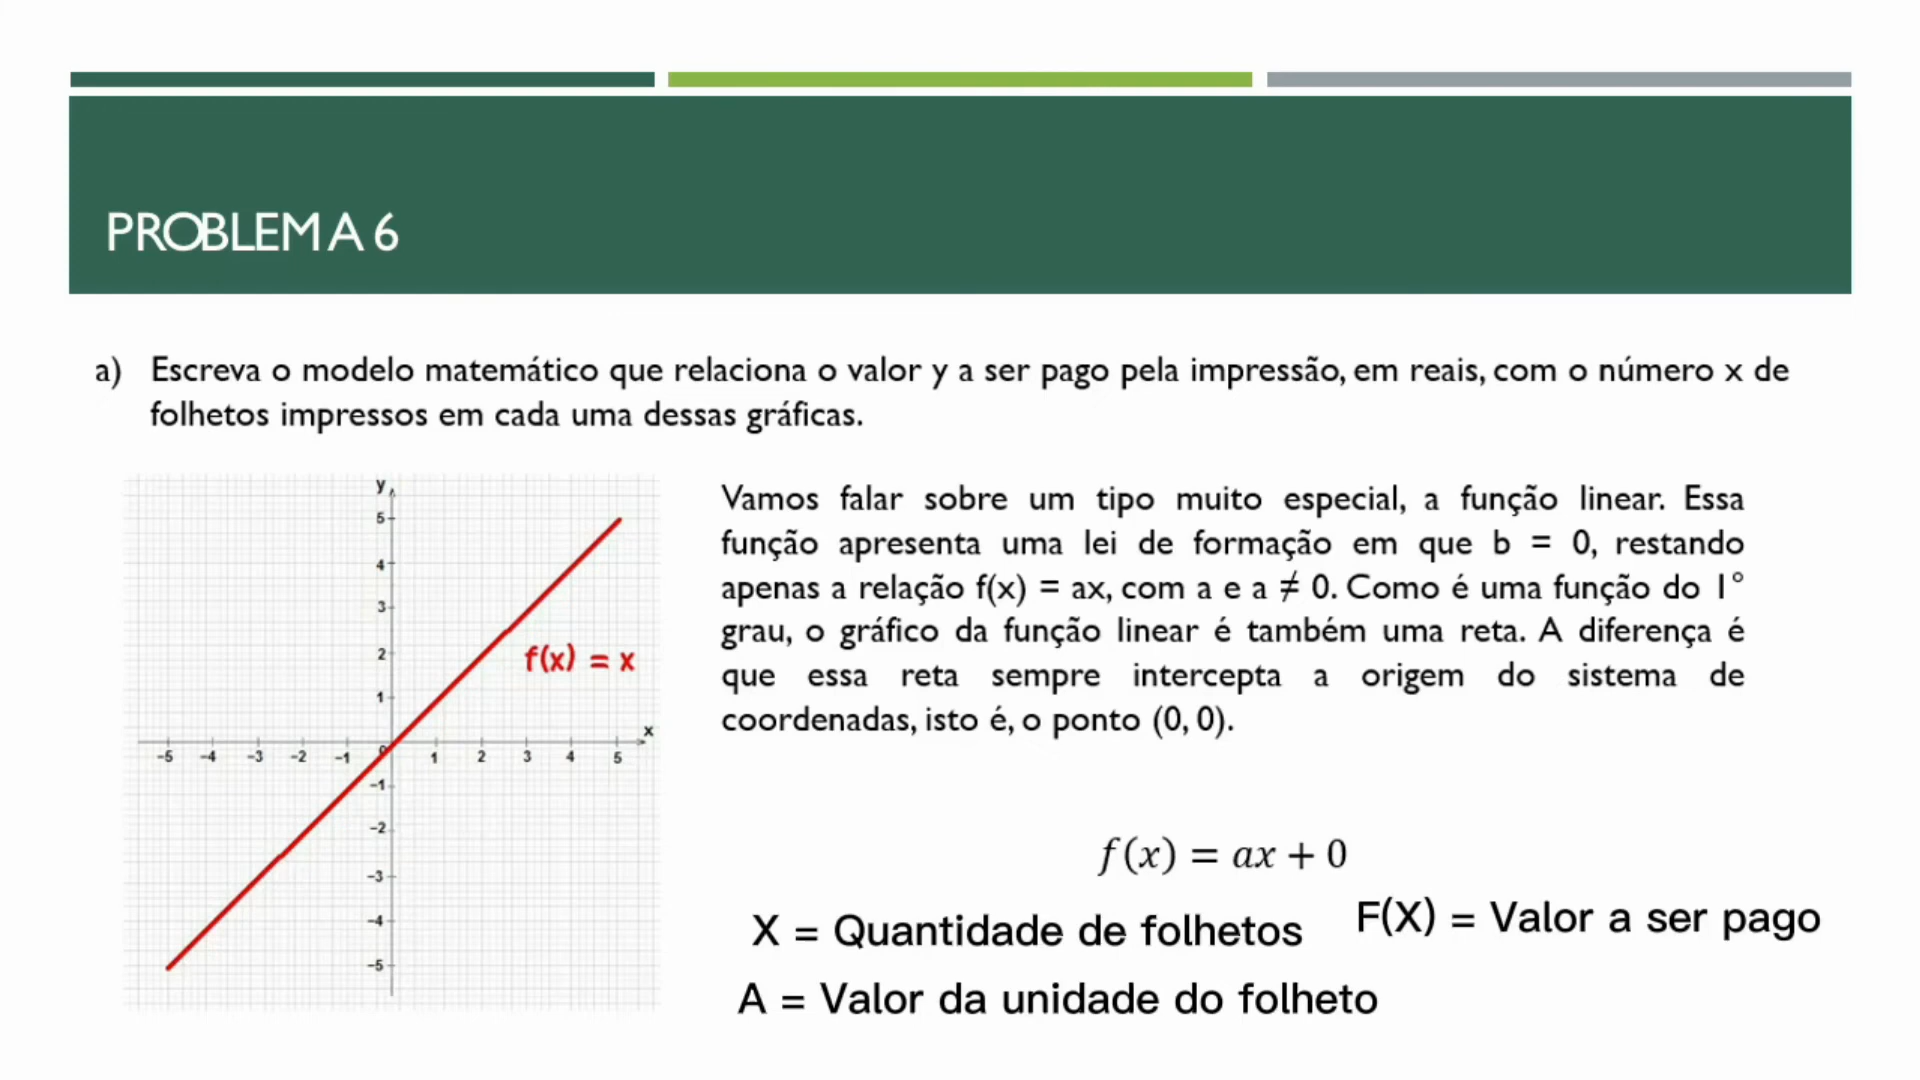 PROBLEMA 6
a) Escreva o modelo matemático que relaciona o valor y a ser pago pela impressão, em reais, com o número x de
folhetos impressos em cada uma dessas gráficas.
y
5
4
3
2
1
f(x) = x
x
-5 -4 -3 -2 -1 0 1 2 3 4 5
-1
-2
-3
-4
-5
Vamos falar sobre um tipo muito especial, a função linear. Essa
função apresenta uma lei de formação em que b = 0, restando
apenas a relação f(x) = ax, com a e a ≠ 0. Como é uma função do 1°
grau, o gráfico da função linear é também uma reta. A diferença é
que essa reta sempre intercepta a origem do sistema de
coordenadas, isto é, o ponto (0, 0).
f(x) = ax + 0
X = Quantidade de folhetos
F(X) = Valor a ser pago
A = Valor da unidade do folheto